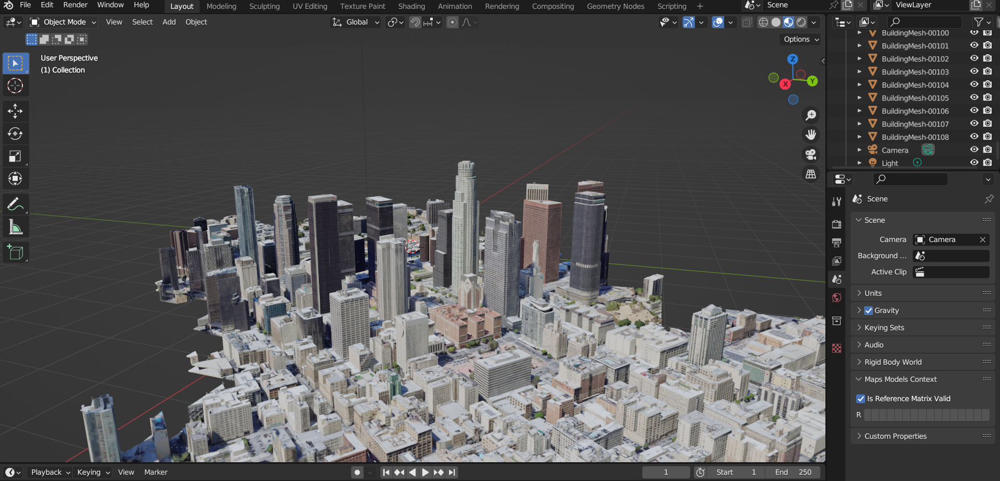 File Edit Render Window Help Layout Modeling Sculpting UV Editing Texture Paint Shading Animation Rendering Compositing Geometry Nodes Scripting + Scene ViewLayer
Object Mode View Select Add Object Global
Options
User Perspective
(1) Collection
Z
Y
X
BuildingMesh-00100
BuildingMesh-00101
BuildingMesh-00102
BuildingMesh-00103
BuildingMesh-00104
BuildingMesh-00105
BuildingMesh-00106
BuildingMesh-00107
BuildingMesh-00108
Camera
Light
Scene
Scene
Camera Camera
Background ...
Active Clip
Units
Gravity
Keying Sets
Audio
Rigid Body World
Maps Models Context
Is Reference Matrix Valid
R
Custom Properties
Playback Keying View Marker 1 Start 1 End 250